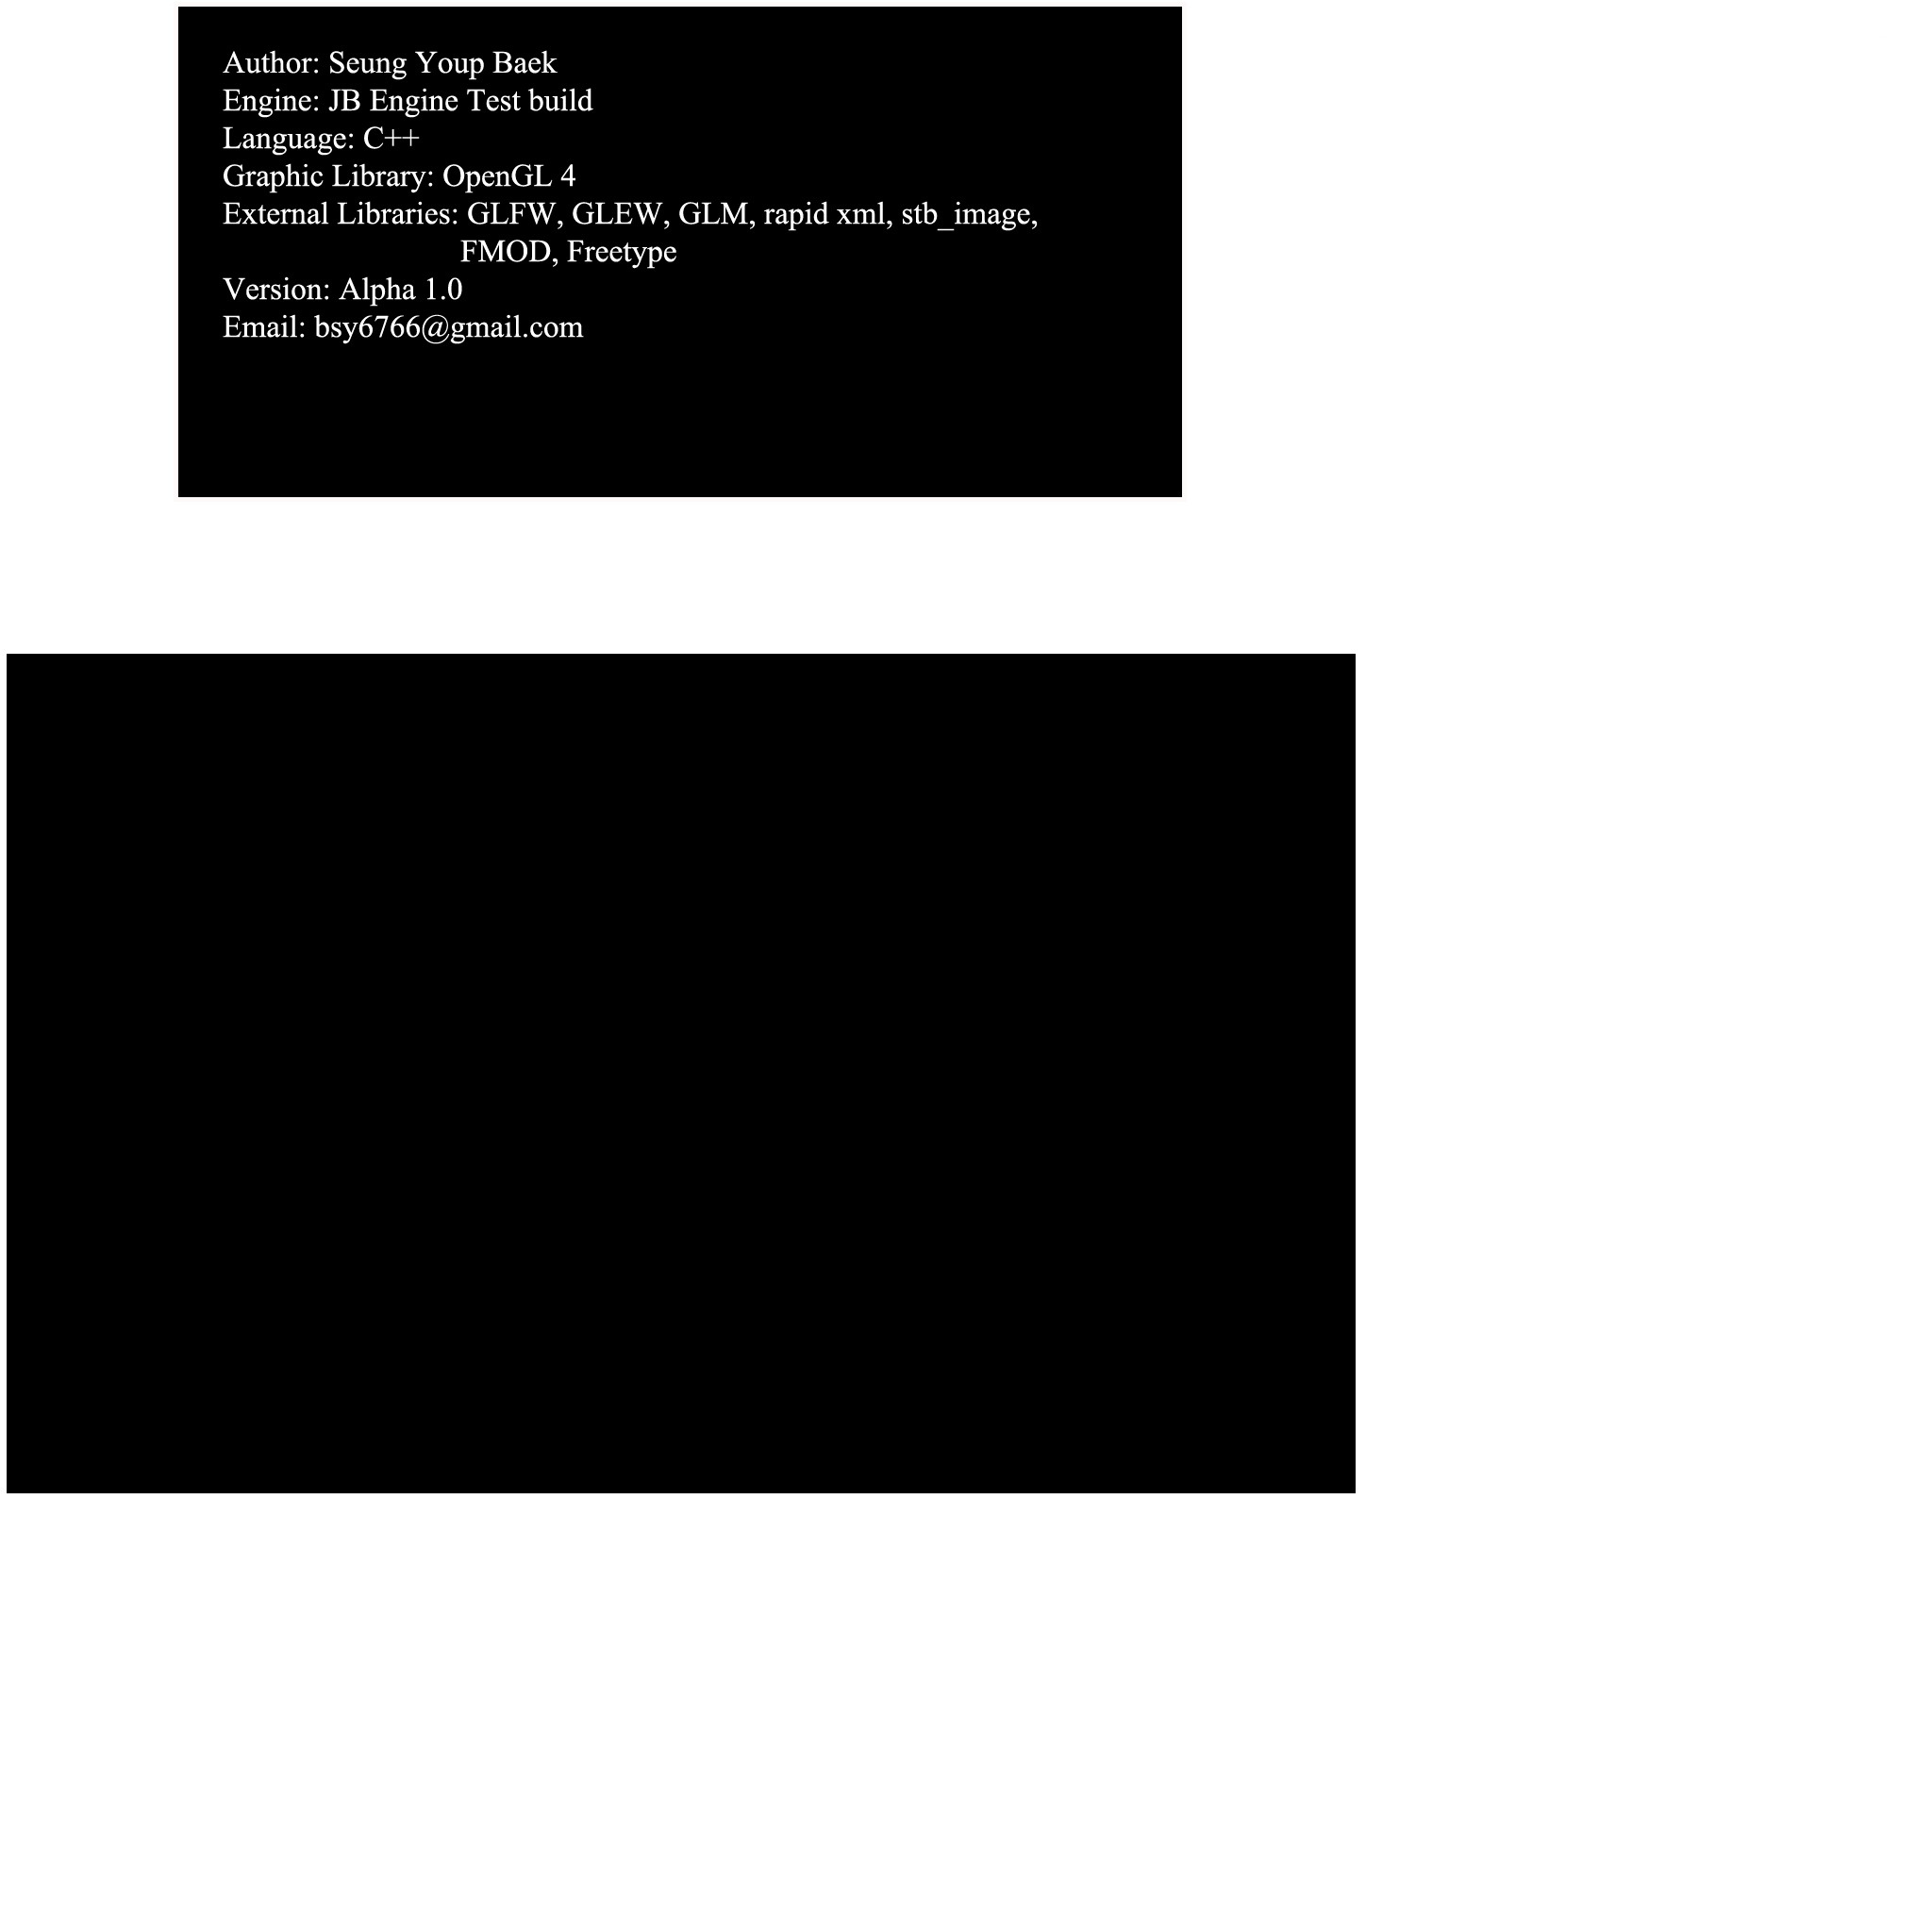 Author: Seung Youp Baek
Engine: JB Engine Test build
Language: C++
Graphic Library: OpenGL 4
External Libraries: GLFW, GLEW, GLM, rapid xml, stb_image,
FMOD, Freetype
Version: Alpha 1.0
Email: bsy6766@gmail.com